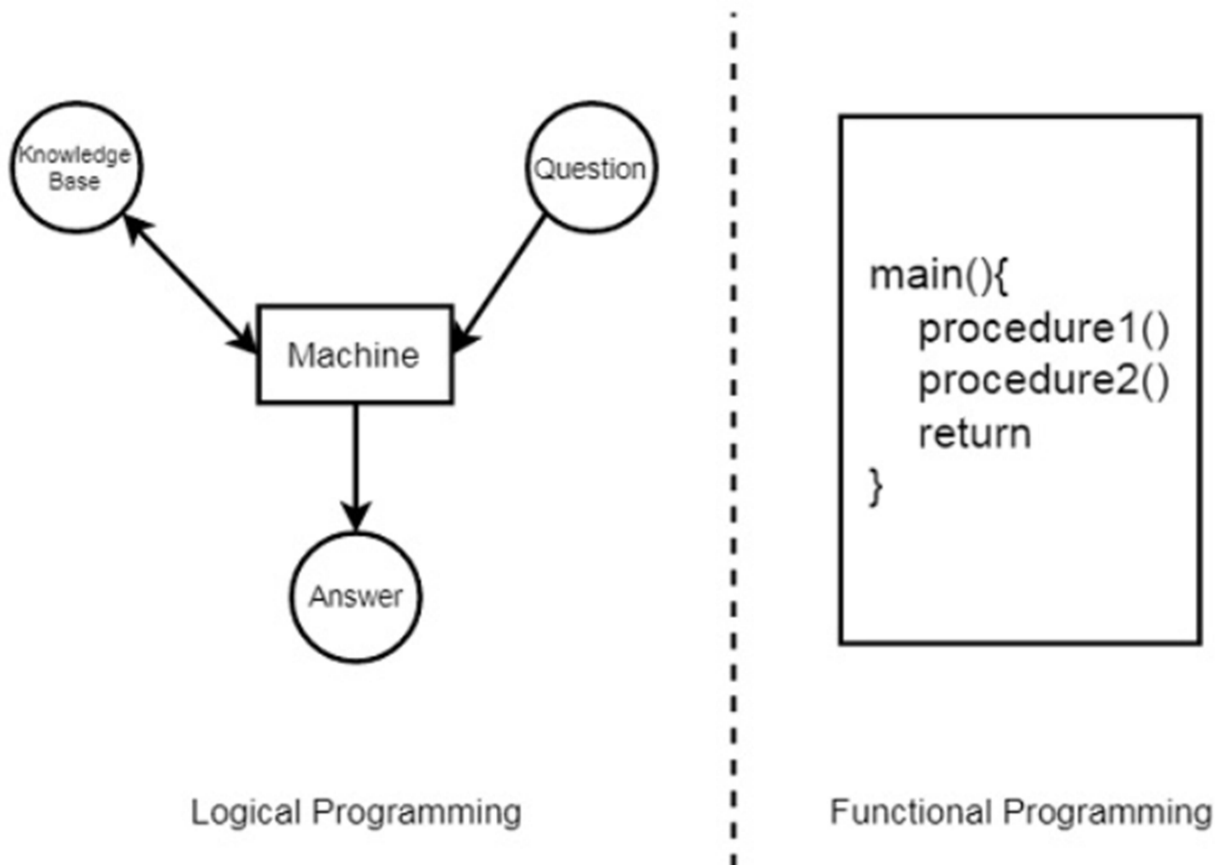 Knowledge
Base
Question
Machine
Answer
Logical Programming
main(){
procedure1()
procedure2()
return
}
Functional Programming